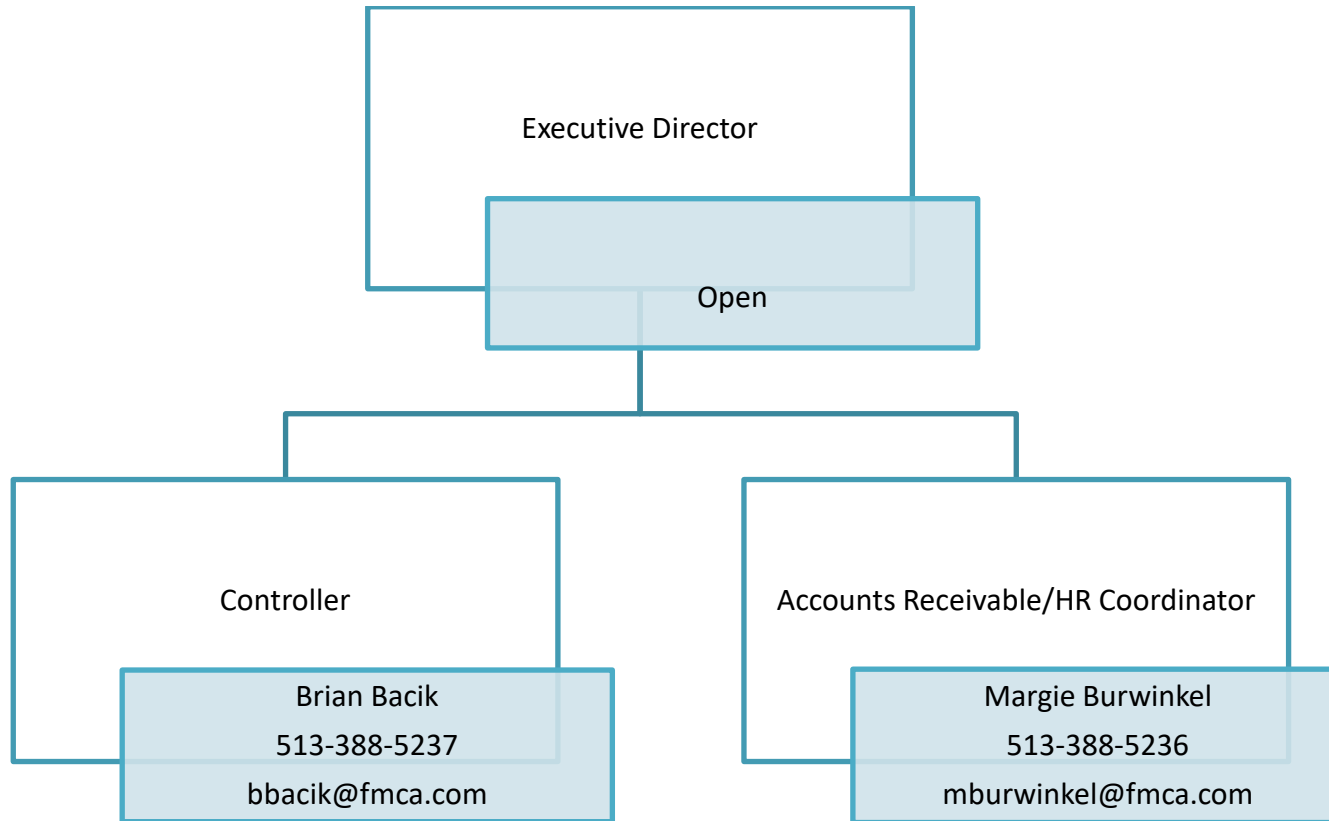 Executive Director
Open
Controller
Brian Bacik
513-388-5237
bbacik@fmca.com
Accounts Receivable/HR Coordinator
Margie Burwinkel
513-388-5236
mburwinkel@fmca.com